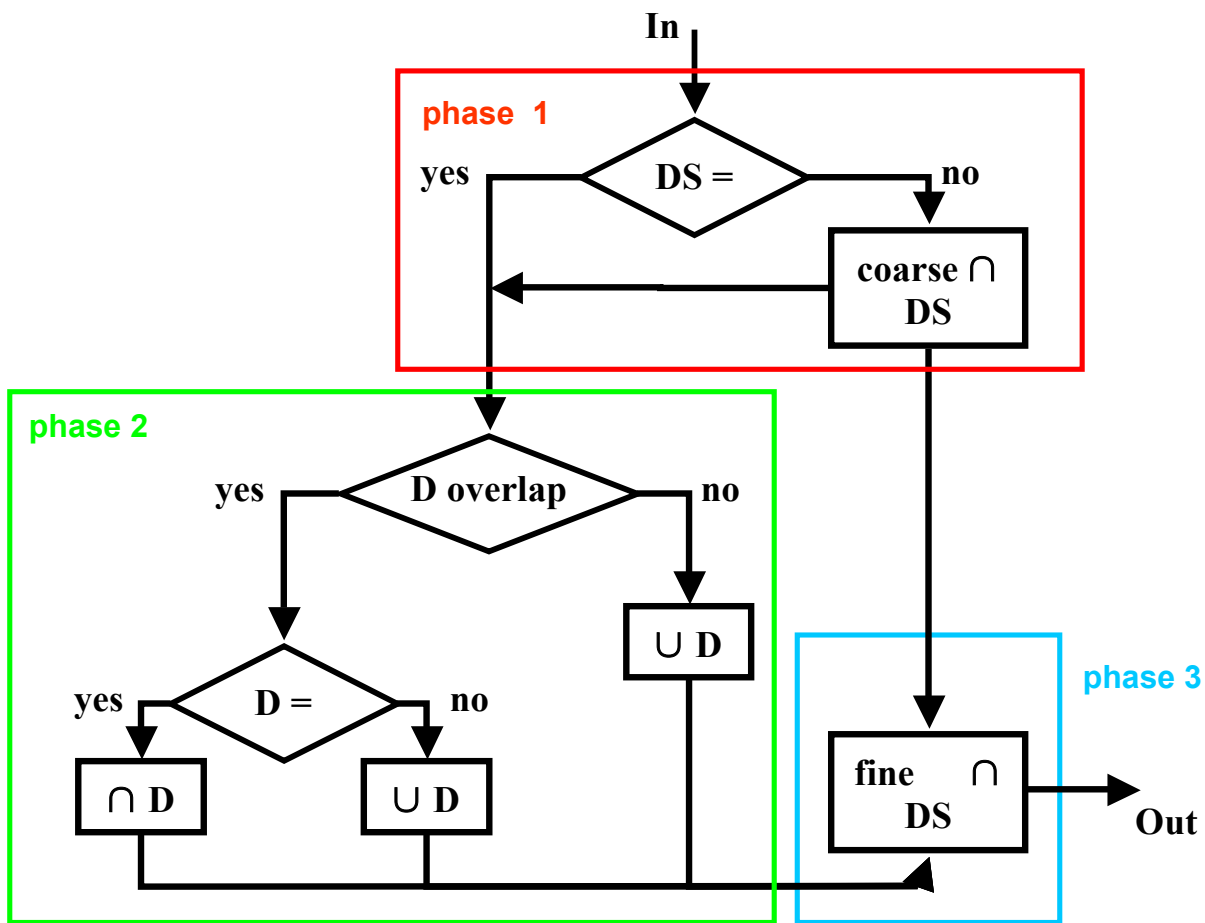 In
phase 1
yes
DS =
no
coarse ∩
DS
phase 2
yes
D overlap
no
∪ D
yes
D =
no
∩ D
∪ D
phase 3
fine ∩
DS
Out